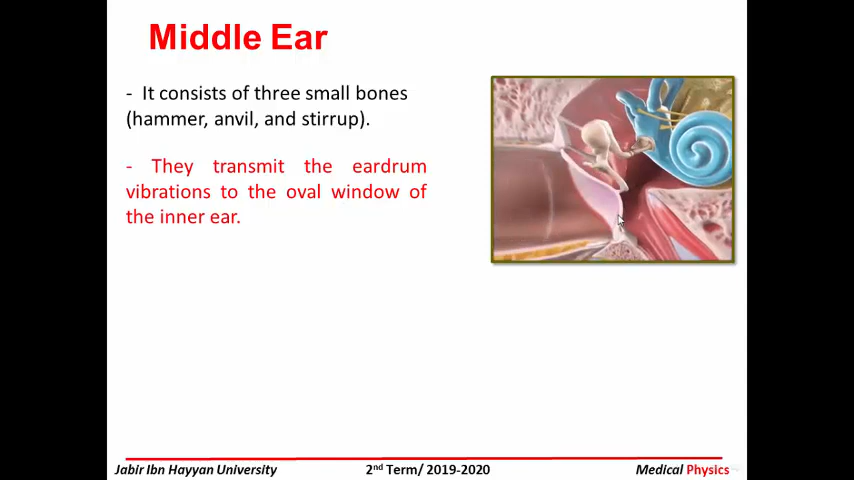 Middle Ear
- It consists of three small bones
(hammer, anvil, and stirrup).
- They transmit the eardrum
vibrations to the oval window of
the inner ear.
Jabir Ibn Hayyan University
2nd Term/ 2019-2020
Medical Physics